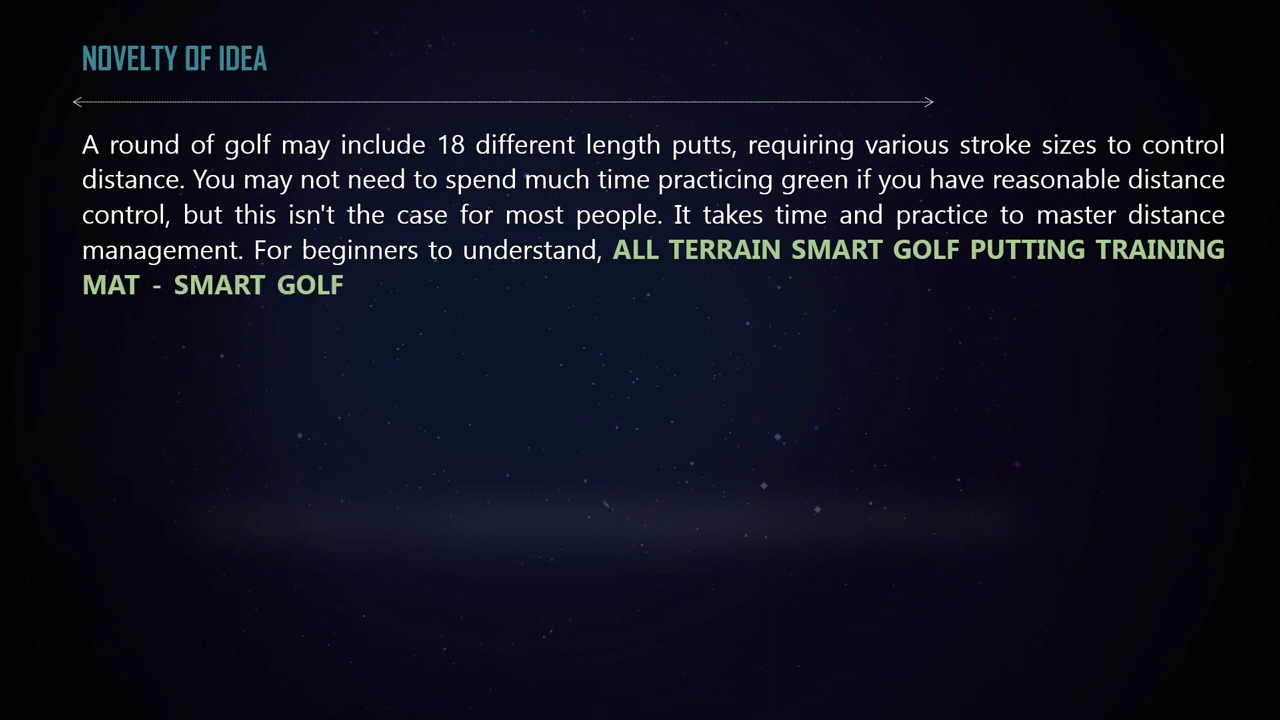 NOVELTY OF IDEA
A round of golf may include 18 different length putts, requiring various stroke sizes to control
distance. You may not need to spend much time practicing green if you have reasonable distance
control, but this isn't the case for most people. It takes time and practice to master distance
management. For beginners to understand, ALL TERRAIN SMART GOLF PUTTING TRAINING
MAT - SMART GOLF